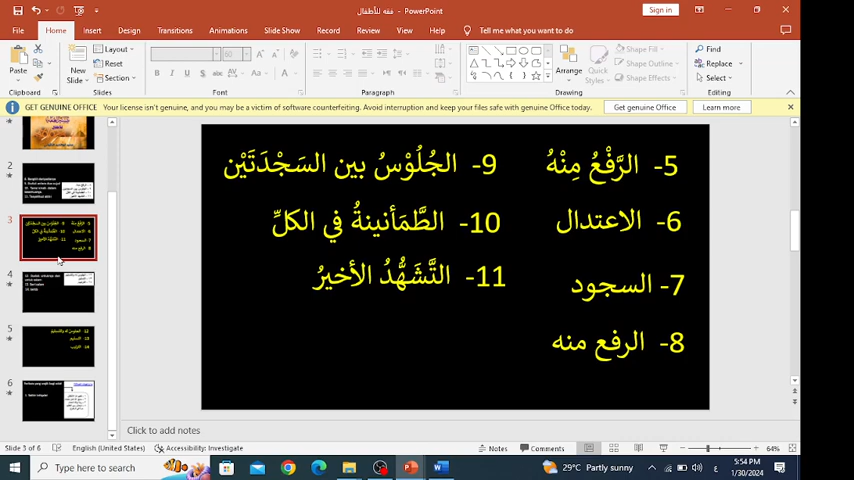 فقه للأطفال - PowerPoint
Sign in
File Home Insert Design Transitions Animations Slide Show Review View Help Tell me what you want to do
Paste
Clipboard
New Slide
Layout
Reset
Section
Slides
Font
Paragraph
Arrange
Quick Styles
Shape Fill
Shape Outline
Shape Effects
Drawing
Find
Replace
Select
Editing
GET GENUINE OFFICE Your license isn't genuine, and you may be a victim of software counterfeiting. Avoid interruption and keep your files safe with genuine Office today. Get genuine Office Learn more
2
3
4
5
6
5- الرَّفْعُ مِنْهُ
6- الاعتدال
7- السجود
8- الرفع منه
9- الجُلُوْسُ بين السَجْدَتَيْن
10- الطَّمَأنينةُ في الكلِّ
11- التَّشَهُّدُ الأخيرُ
Click to add notes
Slide 3 of 6 English (United States) Accessibility: Investigate Notes Comments 64%
Type here to search 29°C Partly sunny ع 5:54 PM
1/30/2024